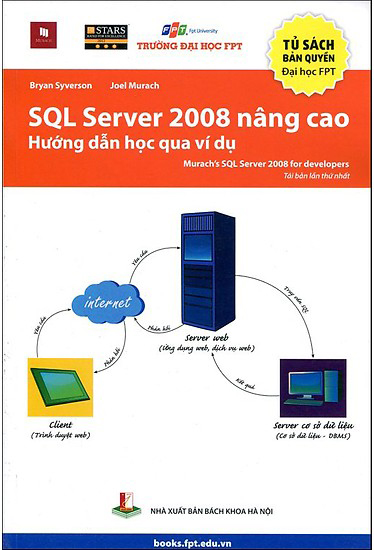 STARS
FPT Fpt University
TRƯỜNG ĐẠI HỌC FPT
TỦ SÁCH
BẢN QUYỀN
Đại học FPT
Bryan Syverson Joel Murach
SQL Server 2008 nâng cao
Hướng dẫn học qua ví dụ
Murach's SQL Server 2008 for developers
Tái bản lần thứ nhất
Yêu cầu
internet
Yêu cầu
Phản hồi
Phản hồi
Truy vấn SQL
Server web
(Ứng dụng web, dịch vụ web)
Kết quả
Client
(Trình duyệt web)
Server cơ sở dữ liệu
(Cơ sở dữ liệu - DBMS)
NHÀ XUẤT BẢN BÁCH KHOA HÀ NỘI
books.fpt.edu.vn